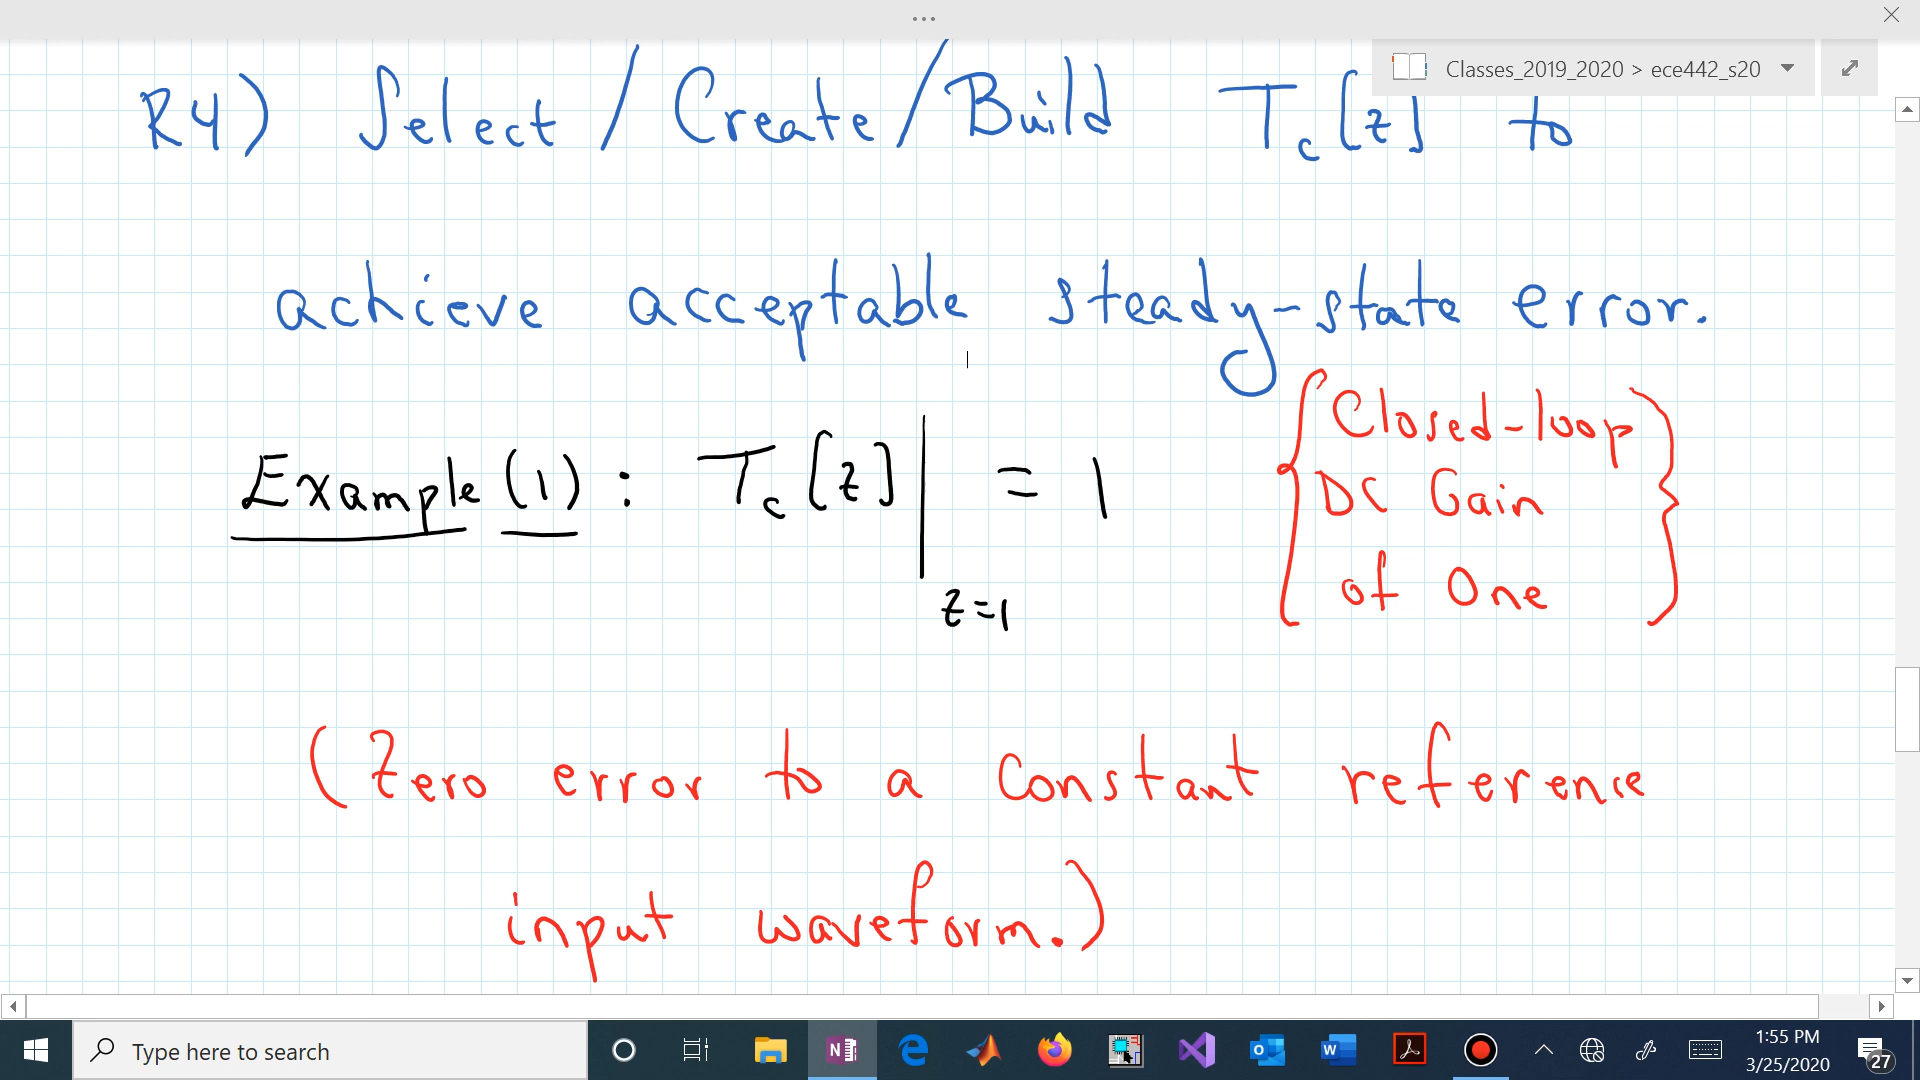 Classes_2019_2020 > ece442_s20
R4) Select/Create/Build Tc[z] to
achieve acceptable steady-state error.
Example (1): Tc[z]| = 1
z=1
{Closed-loop
DC Gain
of One}
(Zero error to a constant reference
input waveform.)
Type here to search
1:55 PM
3/25/2020
27